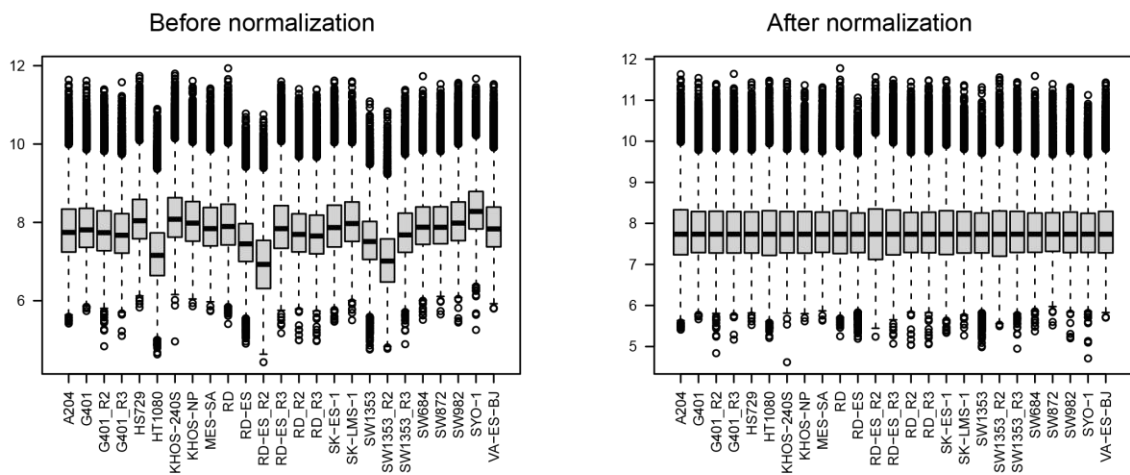 Before normalization
After normalization
12
10
8
6
A204
G401
G401_R2
G401_R3
HS729
HT1080
KHOS-240S
KHOS-NP
MES-SA
RD
RD-ES
RD-ES_R2
RD-ES_R3
RD_R2
RD_R3
SK-ES-1
SK-LMS-1
SW1353
SW1353_R2
SW1353_R3
SW684
SW872
SW982
SYO-1
VA-ES-BJ
12
11
10
9
8
7
6
5
A204
G401
G401_R2
G401_R3
HS729
HT1080
KHOS-240S
KHOS-NP
MES-SA
RD
RD-ES
RD-ES_R2
RD-ES_R3
RD_R2
RD_R3
SK-ES-1
SK-LMS-1
SW1353
SW1353_R2
SW1353_R3
SW684
SW872
SW982
SYO-1
VA-ES-BJ